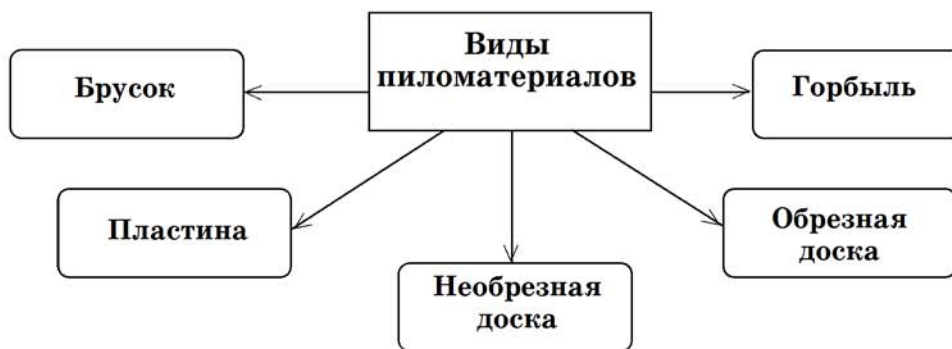 Виды
пиломатериалов
Брусок
Горбыль
Пластина
Обрезная
доска
Необрезная
доска